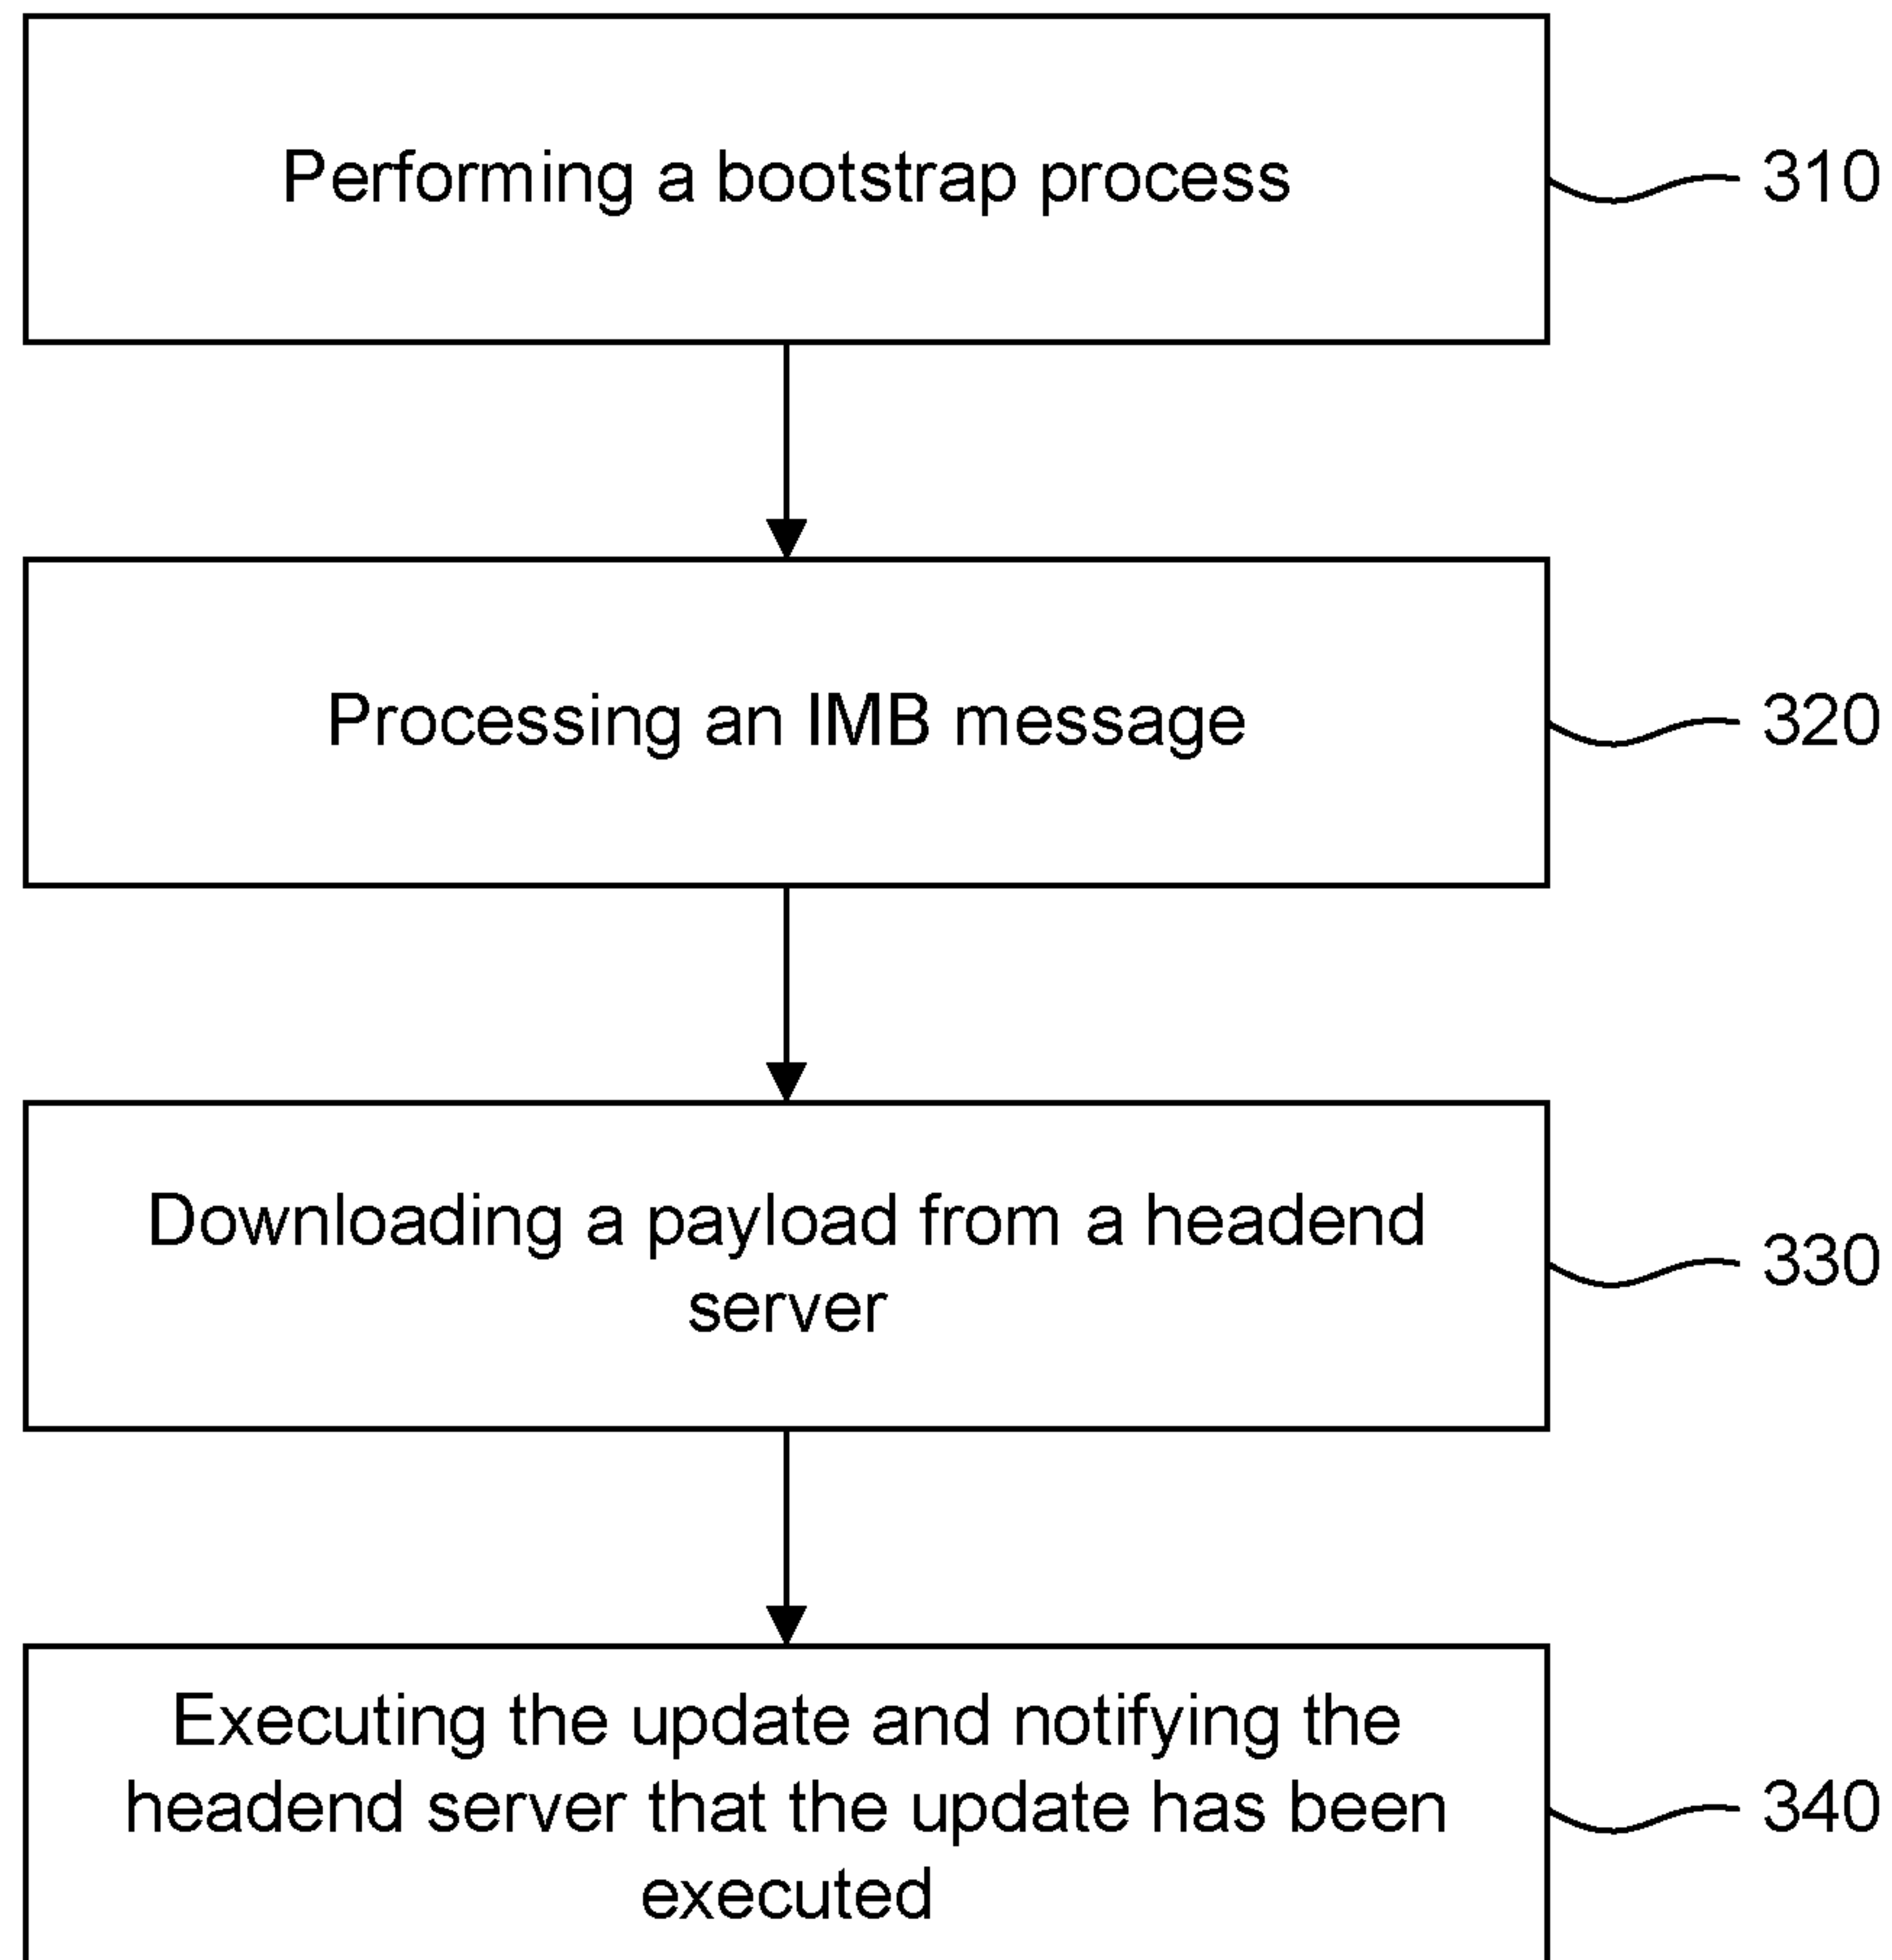 Performing a bootstrap process
310
Processing an IMB message
320
Downloading a payload from a headend
server
330
Executing the update and notifying the
headend server that the update has been
executed
340